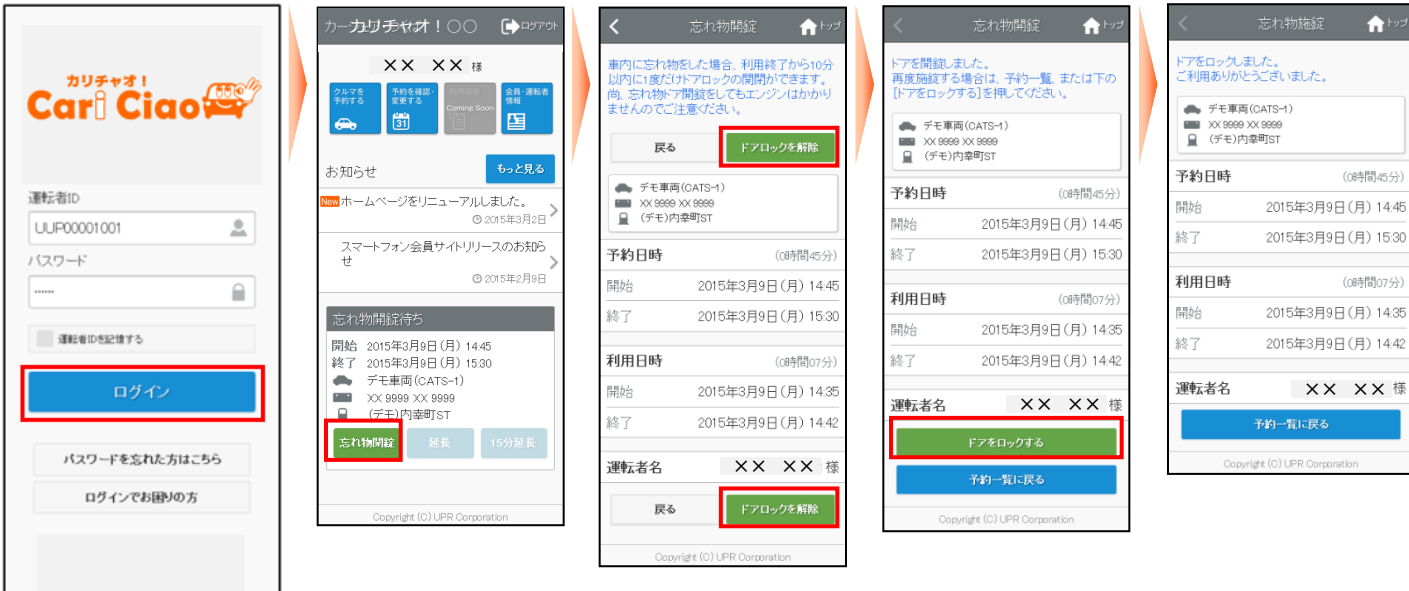 カリチャオ！
Cari Ciao
運転者ID
UUP00001001
パスワード
······
運転者IDを記憶する
ログイン
パスワードを忘れた方はこちら
ログインでお困りの方
カリチャオ！〇〇
ログアウト
×× ×× 様
クルマを
予約する
予約を確認・
変更する
31
Coming Soon
会員・運転者
情報
お知らせ
もっと見る
New ホームページをリニューアルしました。
2015年3月2日
スマートフォン会員サイトリリースのお知ら
せ
2015年2月9日
忘れ物開錠待ち
開始 2015年3月9日(月) 14:45
終了 2015年3月9日(月) 15:30
デモ車両(CATS-1)
XX 9999 XX 9999
(デモ)内幸町ST
忘れ物開錠 延長 15分延長
Copyright (C) UPR Corporation
忘れ物開錠
トップ
車内に忘れ物をした場合、利用終了から10分
以内に1度だけドアロックの開閉ができます。
尚、忘れ物ドア開錠をしてもエンジンはかかり
ませんのでご注意ください。
戻る ドアロックを解除
デモ車両(CATS-1)
XX 9999 XX 9999
(デモ)内幸町ST
予約日時 (0時間45分)
開始 2015年3月9日(月) 14:45
終了 2015年3月9日(月) 15:30
利用日時 (0時間07分)
開始 2015年3月9日(月) 14:35
終了 2015年3月9日(月) 14:42
運転者名 ×× ×× 様
戻る ドアロックを解除
Copyright (C) UPR Corporation
忘れ物開錠
トップ
ドアを開錠しました。
再度施錠する場合は、予約一覧、または下の
[ドアをロックする]を押してください。
デモ車両(CATS-1)
XX 9999 XX 9999
(デモ)内幸町ST
予約日時 (0時間45分)
開始 2015年3月9日(月) 14:45
終了 2015年3月9日(月) 15:30
利用日時 (0時間07分)
開始 2015年3月9日(月) 14:35
終了 2015年3月9日(月) 14:42
運転者名 ×× ×× 様
ドアをロックする
予約一覧に戻る
Copyright (C) UPR Corporation
忘れ物施錠
トップ
ドアをロックしました。
ご利用ありがとうございました。
デモ車両(CATS-1)
XX 9999 XX 9999
(デモ)内幸町ST
予約日時 (0時間45分)
開始 2015年3月9日(月) 14:45
終了 2015年3月9日(月) 15:30
利用日時 (0時間07分)
開始 2015年3月9日(月) 14:35
終了 2015年3月9日(月) 14:42
運転者名 ×× ×× 様
予約一覧に戻る
Copyright (C) UPR Corporation